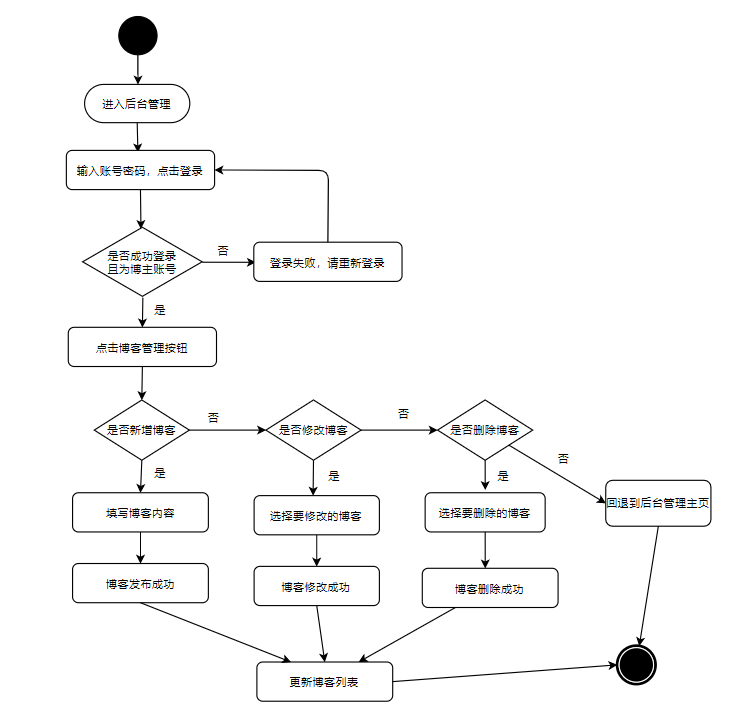 进入后台管理
输入账号密码，点击登录
是否成功登录
且为博主账号
否
登录失败，请重新登录
是
点击博客管理按钮
是否新增博客
否
是否修改博客
否
是否删除博客
否
是
是
是
填写博客内容
选择要修改的博客
选择要删除的博客
回退到后台管理主页
博客发布成功
博客修改成功
博客删除成功
更新博客列表